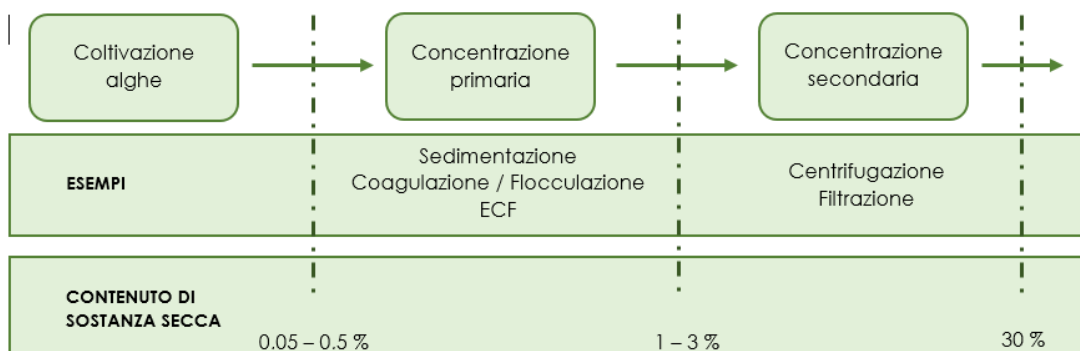 Coltivazione
alghe
Concentrazione
primaria
Concentrazione
secondaria
ESEMPI
Sedimentazione
Coagulazione / Flocculazione
ECF
Centrifugazione
Filtrazione
CONTENUTO DI
SOSTANZA SECCA
0.05 – 0.5 %
1 – 3 %
30 %